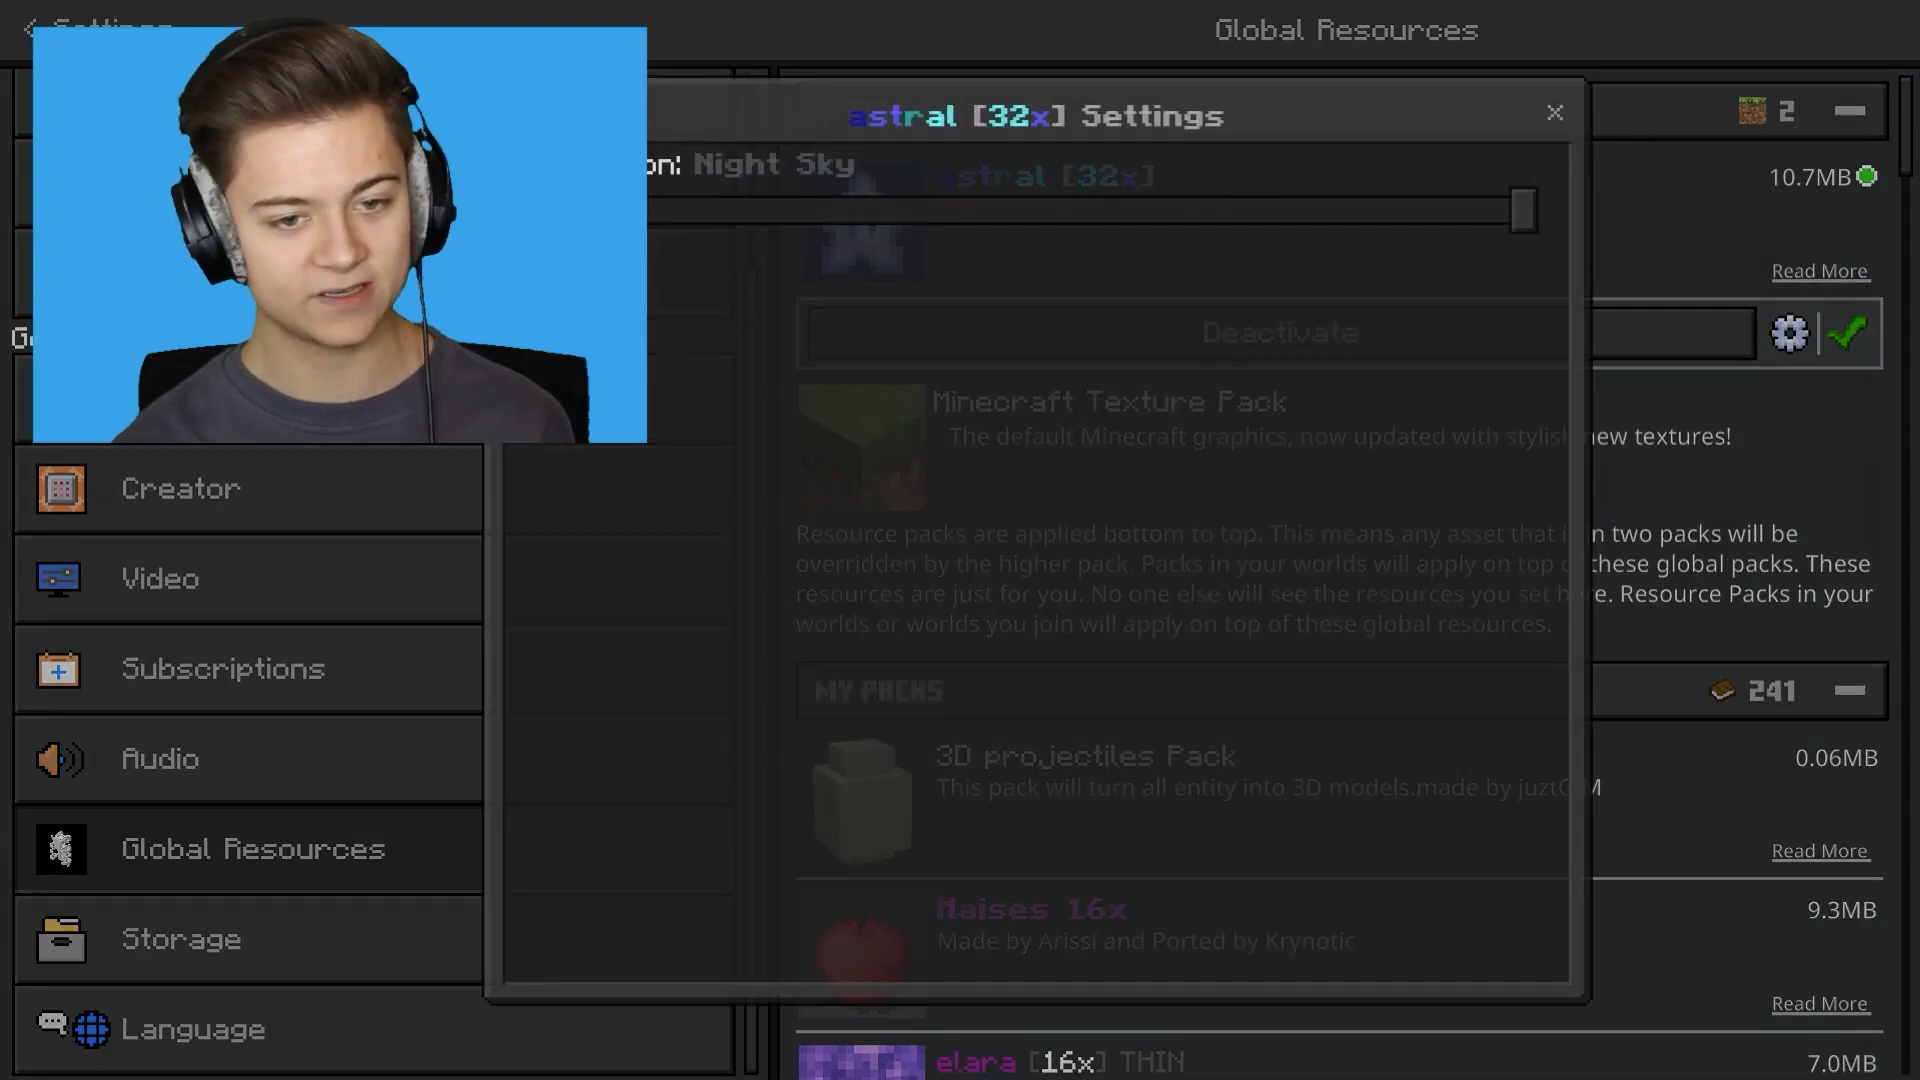 Settings
Global Resources
astral [32x] Settings
on: Night Sky
astral [32x]
2
10.7MB
Read More
Deactivate
Minecraft Texture Pack
The default Minecraft graphics, now updated with stylish new textures!
Resource packs are applied bottom to top. This means any asset that is in two packs will be
overridden by the higher pack. Packs in your worlds will apply on top of these global packs. These
resources are just for you. No one else will see the resources you set here. Resource Packs in your
worlds or worlds you join will apply on top of these global resources.
MY PACKS
241
3D projectiles Pack
0.06MB
This pack will turn all entity into 3D models.made by
Read More
Maises 16x
9.3MB
Made by Arissi and Ported by Krynotic
Read More
elara [16x] THIN
7.0MB
Creator
Video
Subscriptions
Audio
Global Resources
Storage
Language